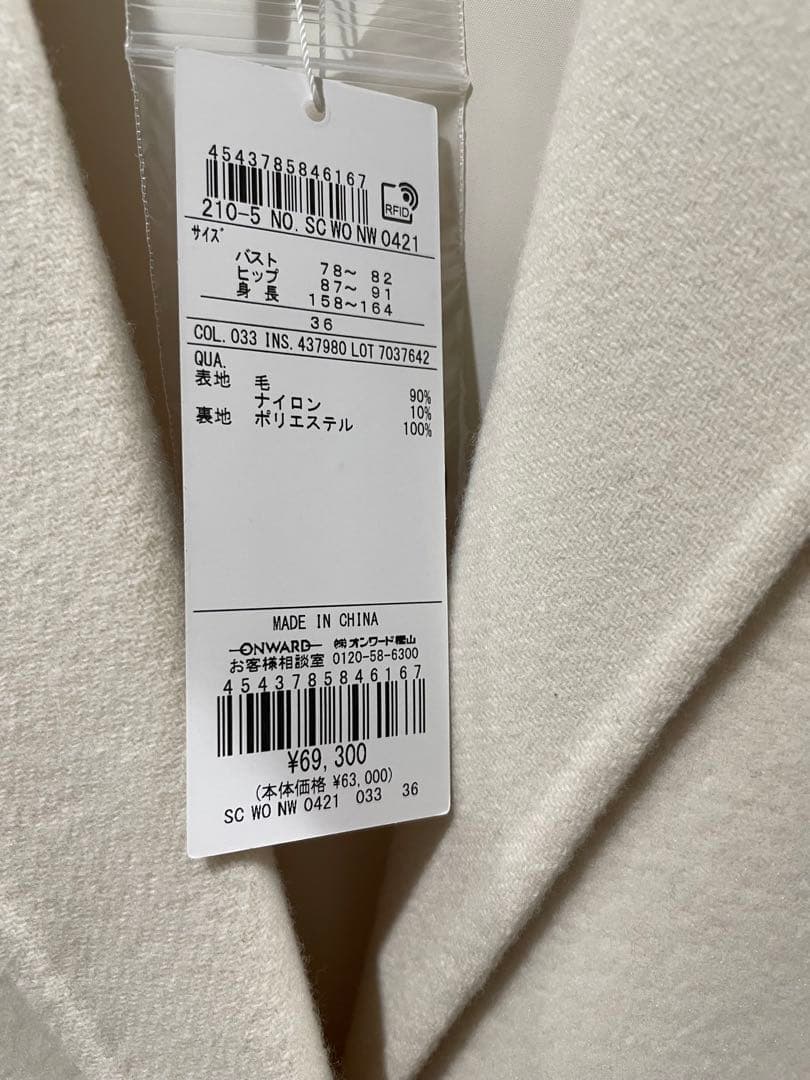 4543785846167
RFID
210-5 NO. SC WO NW 0421
ｻｲｽﾞ
バスト 78～ 82
ヒップ 87～ 91
身 長 158～164
36
COL. 033 INS. 437980 LOT 7037642
QUA.
表地 毛 90%
ナイロン 10%
裏地 ポリエステル 100%
MADE IN CHINA
ONWARD ㈱オンワード樫山
お客様相談室 0120-58-6300
4543785846167
¥69,300
(本体価格 ¥63,000)
SC WO NW 0421 033 36